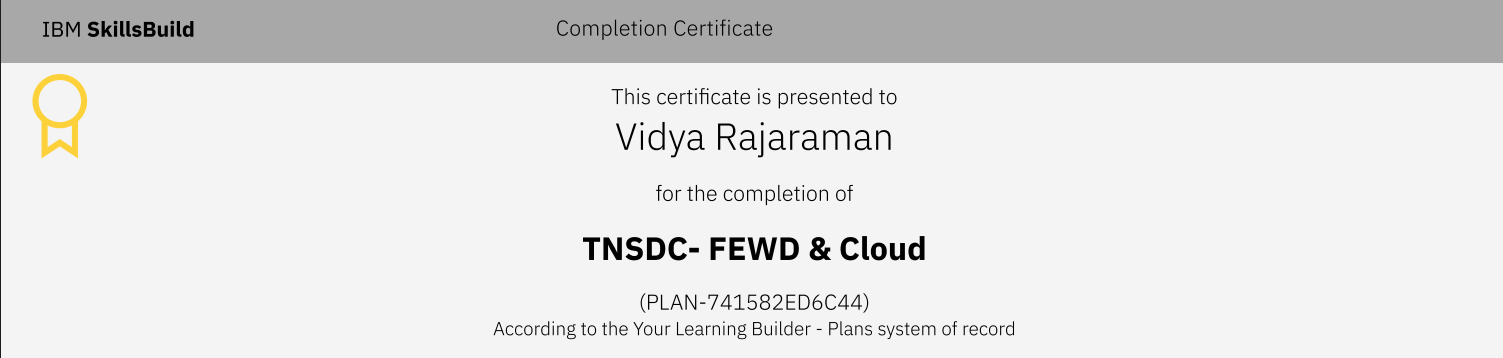 IBM SkillsBuild
Completion Certificate
This certificate is presented to
Vidya Rajaraman
for the completion of
TNSDC- FEWD & Cloud
(PLAN-741582ED6C44)
According to the Your Learning Builder - Plans system of record